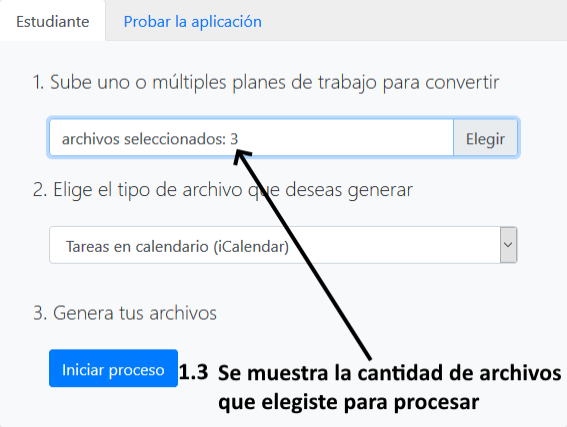 Estudiante Probar la aplicación
1. Sube uno o múltiples planes de trabajo para convertir
archivos seleccionados: 3 Elegir
2. Elige el tipo de archivo que deseas generar
Tareas en calendario (iCalendar)
3. Genera tus archivos
Iniciar proceso
1.3 Se muestra la cantidad de archivos
que elegiste para procesar